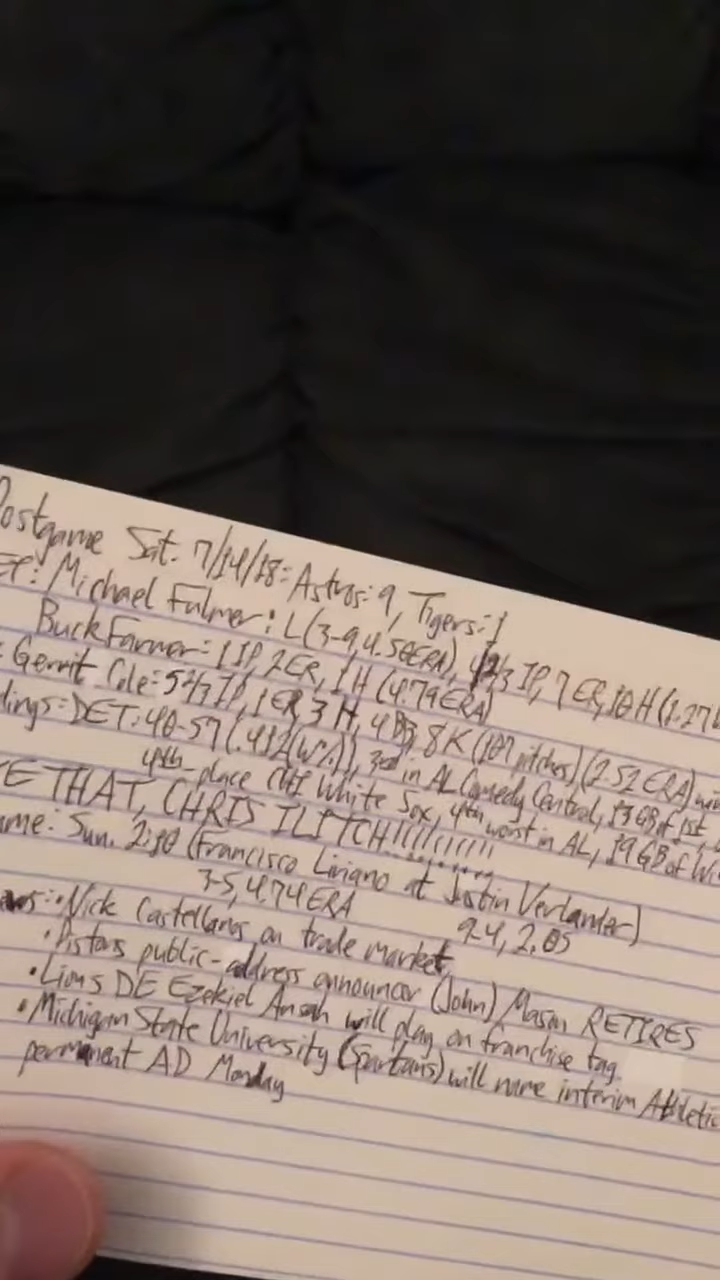 Postgame Sat. 7/14/18: Astros: 9, Tigers: 1
Michael Fulmer: L (3-9, 4.50 ERA), 4 2/3 IP, 7 ER, 10 H (1.27
Buck Farmer: 1 IP, 2 ER, 1 H (4.79 ERA)
Gerrit Cole: 5 2/3 IP, 1 ER, 3 H, 4 BB, 8 K (107 pitches) (2.52 ERA)
DET: 40-57 (.412 (W%)), 3rd in AL Comedy Central, 13 GB of 1st,
4th-place CHI White Sox, 4th worst in AL, 19 GB of
THAT, CHRIS ILITCH!!!!!!!!!!
Sun. 2:10 (Francisco Liriano at Justin Verlander)
3-5, 4.74 ERA 9-4, 2.05
• Nick Castellanos on trade market
• Pistons public-address announcer (John) Mason RETIRES
• Lions DE Ezekiel Ansah will play on franchise tag.
• Michigan State University (Spartans) will name interim
permanent AD Monday